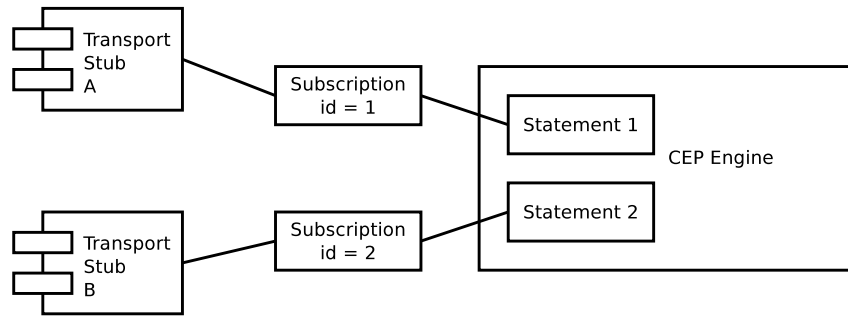 Transport
Stub
A
Subscription
id = 1
Statement 1
CEP Engine
Statement 2
Transport
Stub
B
Subscription
id = 2